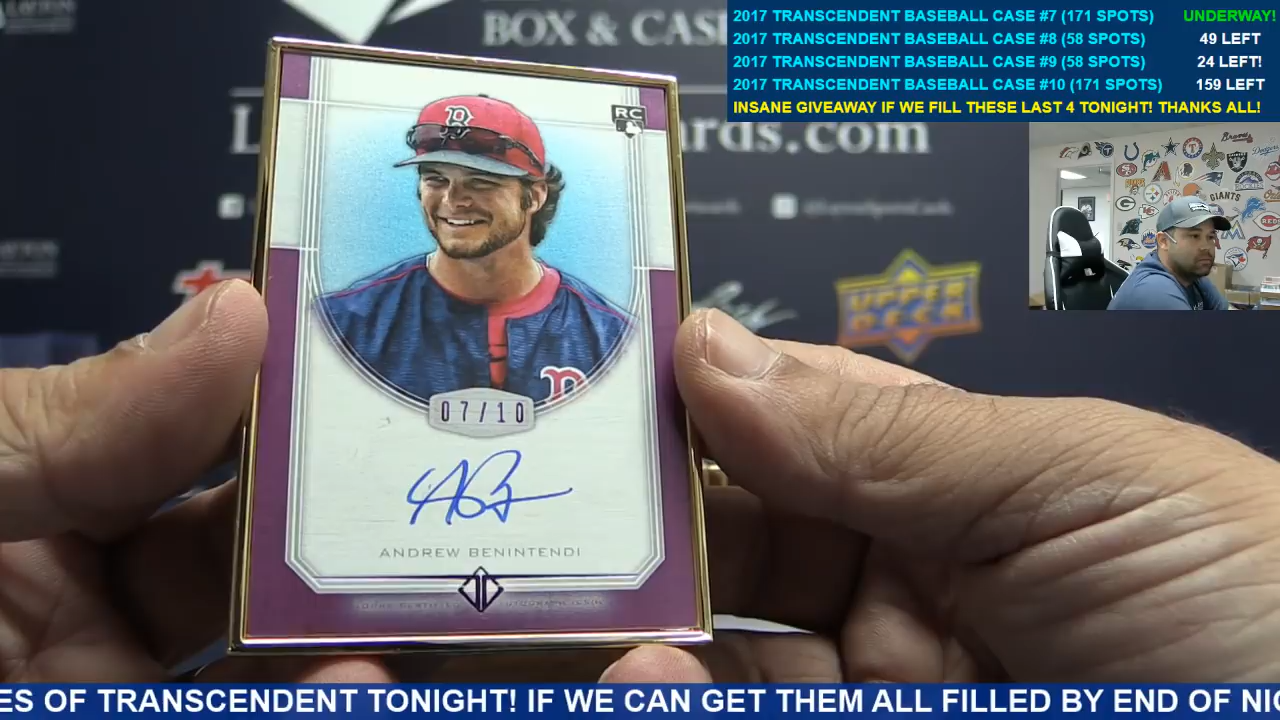 2017 TRANSCENDENT BASEBALL CASE #7 (171 SPOTS) UNDERWAY!
2017 TRANSCENDENT BASEBALL CASE #8 (58 SPOTS) 49 LEFT
2017 TRANSCENDENT BASEBALL CASE #9 (58 SPOTS) 24 LEFT!
2017 TRANSCENDENT BASEBALL CASE #10 (171 SPOTS) 159 LEFT
INSANE GIVEAWAY IF WE FILL THESE LAST 4 TONIGHT! THANKS ALL!
BOX & CAS
ards.com
RC
UPPER DECK
B
GIANTS
07/10
ANDREW BENINTENDI
ES OF TRANSCENDENT TONIGHT! IF WE CAN GET THEM ALL FILLED BY END OF NIG